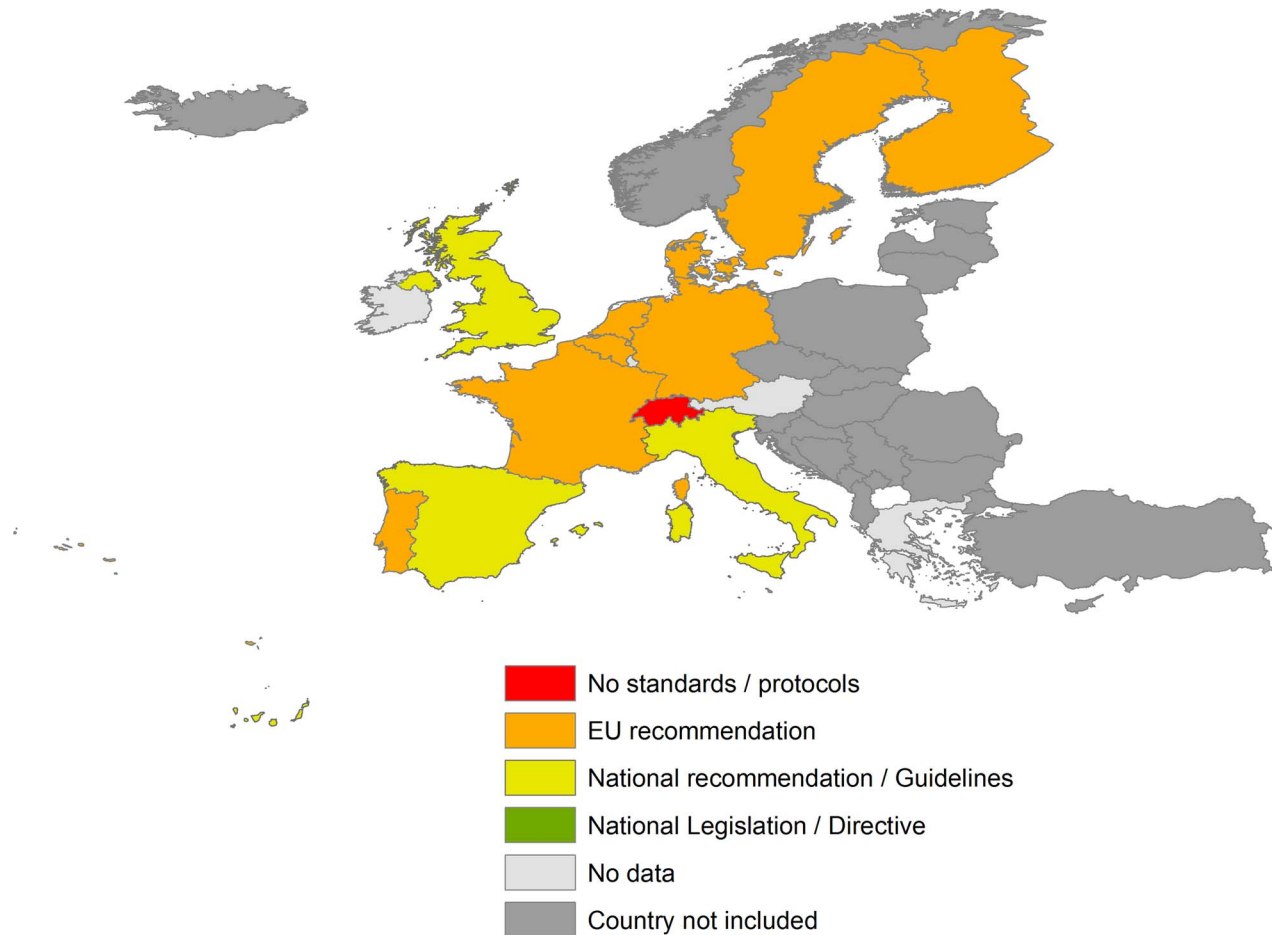 No standards / protocols
EU recommendation
National recommendation / Guidelines
National Legislation / Directive
No data
Country not included